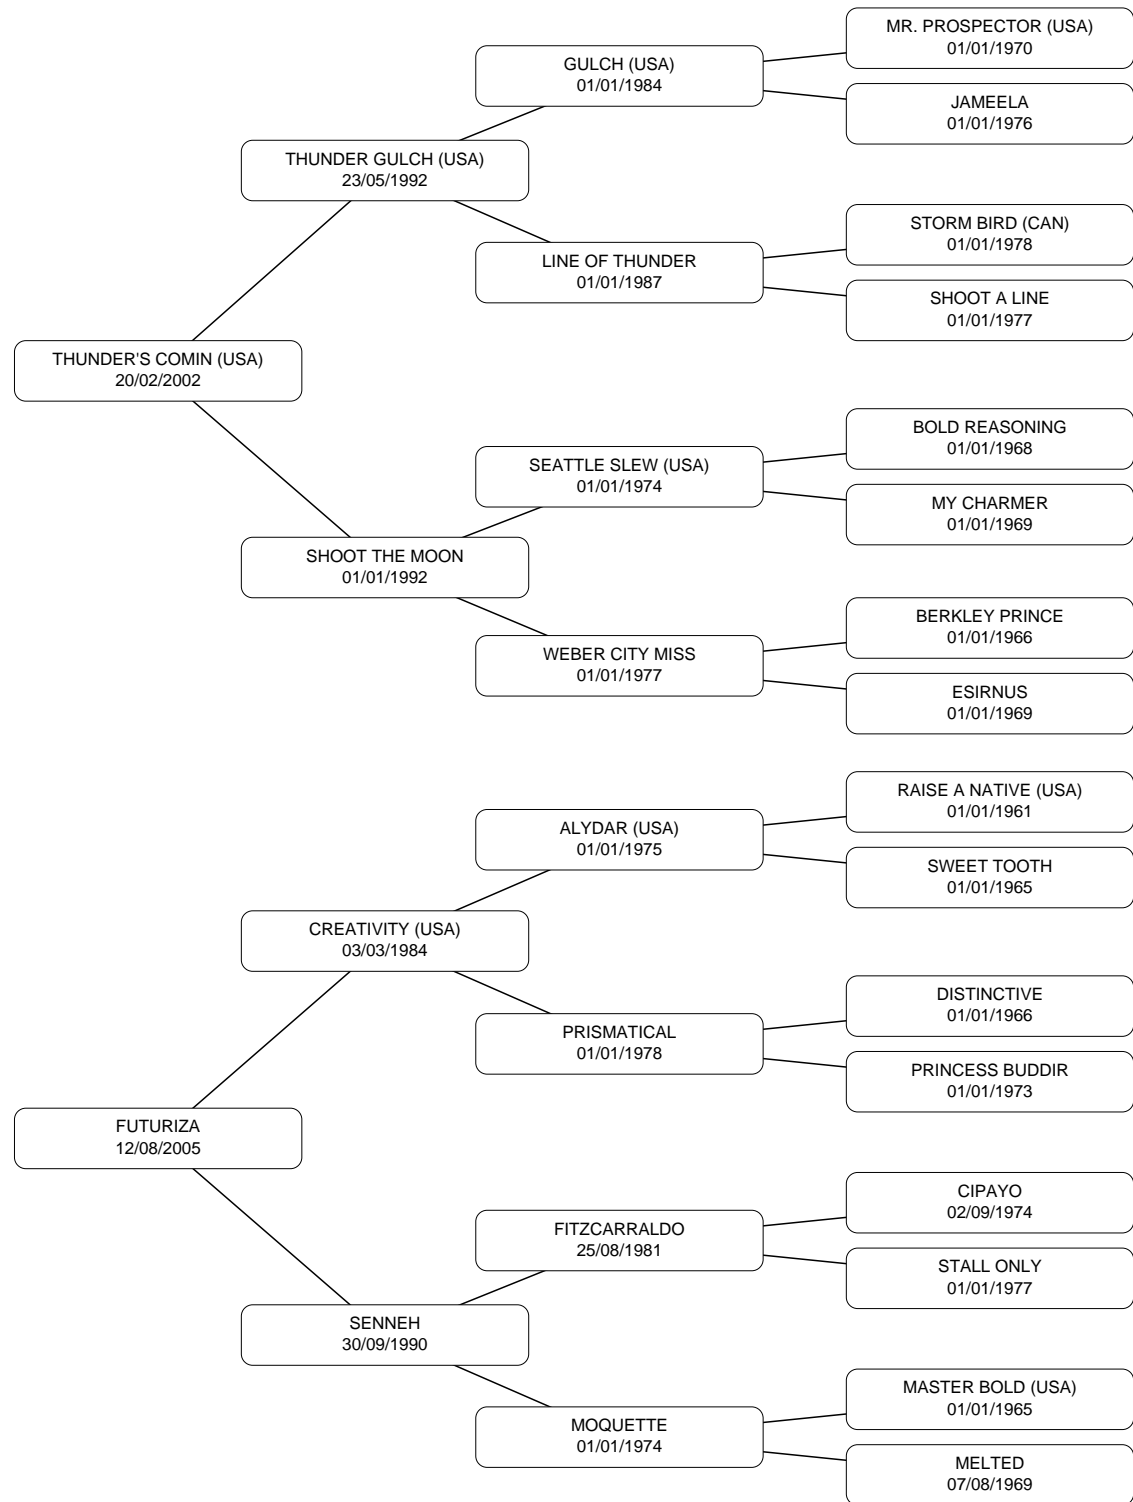 MR. PROSPECTOR (USA)
01/01/1970
GULCH (USA)
01/01/1984
JAMEELA
01/01/1976
THUNDER GULCH (USA)
23/05/1992
STORM BIRD (CAN)
01/01/1978
LINE OF THUNDER
01/01/1987
SHOOT A LINE
01/01/1977
THUNDER'S COMIN (USA)
20/02/2002
BOLD REASONING
01/01/1968
SEATTLE SLEW (USA)
01/01/1974
MY CHARMER
01/01/1969
SHOOT THE MOON
01/01/1992
BERKLEY PRINCE
01/01/1966
WEBER CITY MISS
01/01/1977
ESIRNUS
01/01/1969
RAISE A NATIVE (USA)
01/01/1961
ALYDAR (USA)
01/01/1975
SWEET TOOTH
01/01/1965
CREATIVITY (USA)
03/03/1984
DISTINCTIVE
01/01/1966
PRISMATICAL
01/01/1978
PRINCESS BUDDIR
01/01/1973
FUTURIZA
12/08/2005
CIPAYO
02/09/1974
FITZCARRALDO
25/08/1981
STALL ONLY
01/01/1977
SENNEH
30/09/1990
MASTER BOLD (USA)
01/01/1965
MOQUETTE
01/01/1974
MELTED
07/08/1969